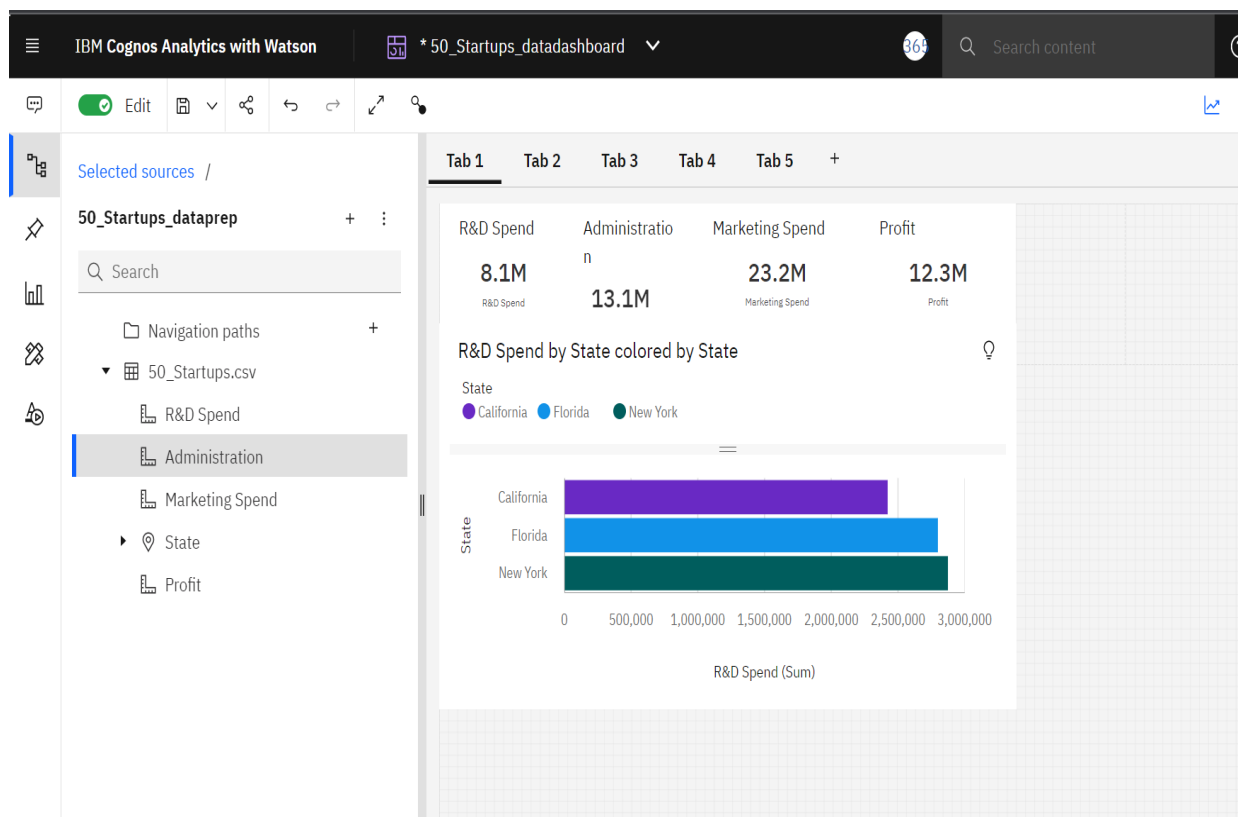 IBM Cognos Analytics with Watson
* 50_Startups_datadashboard
365
Search content
Edit
Selected sources /
50_Startups_dataprep
Search
Navigation paths
50_Startups.csv
R&D Spend
Administration
Marketing Spend
State
Profit
Tab 1 Tab 2 Tab 3 Tab 4 Tab 5 +
R&D Spend
8.1M
R&D Spend
Administratio
n
13.1M
Marketing Spend
23.2M
Marketing Spend
Profit
12.3M
Profit
R&D Spend by State colored by State
State
California Florida New York
State
California
Florida
New York
0 500,000 1,000,000 1,500,000 2,000,000 2,500,000 3,000,000
R&D Spend (Sum)